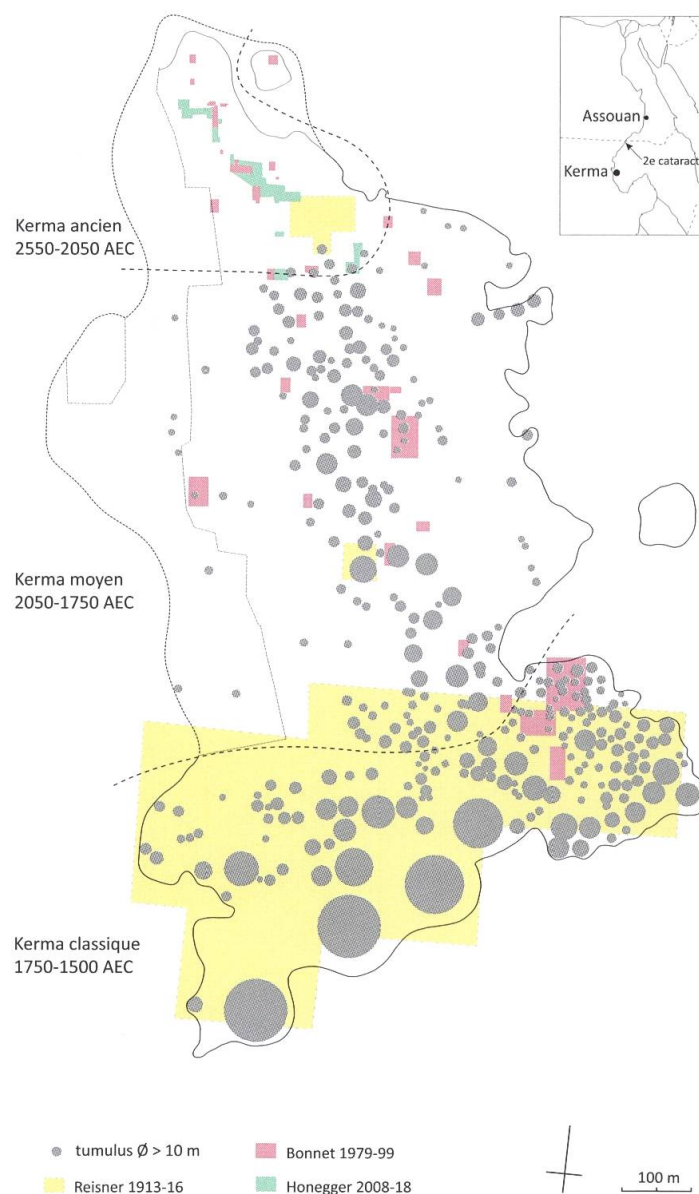 Assouan
2e cataract
Kerma
Kerma ancien
2550-2050 AEC
Kerma moyen
2050-1750 AEC
Kerma classique
1750-1500 AEC
tumulus Ø > 10 m
Bonnet 1979-99
Reisner 1913-16
Honegger 2008-18
100 m